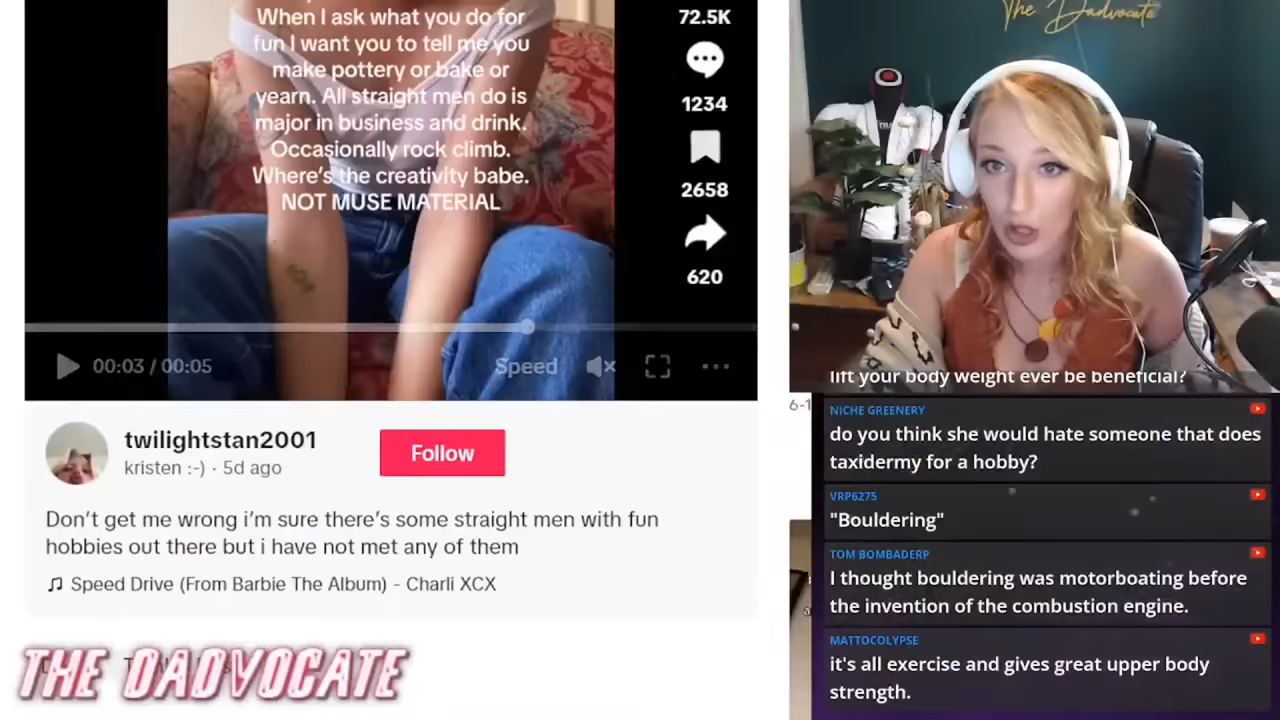 When I ask what you do for
fun I want you to tell me you
make pottery or bake or
yearn. All straight men do is
major in business and drink.
Occasionally rock climb.
Where's the creativity babe.
NOT MUSE MATERIAL
72.5K
1234
2658
620
00:03 / 00:05
Speed
twilightstan2001
kristen :-) · 5d ago
Follow
Don't get me wrong i'm sure there's some straight men with fun
hobbies out there but i have not met any of them
Speed Drive (From Barbie The Album) - Charli XCX
THE DADVOCATE
The Dadvocate
lift your body weight ever be beneficial?
6-1
NICHE GREENERY
do you think she would hate someone that does
taxidermy for a hobby?
VRP6275
"Bouldering"
TOM BOMBADERP
I thought bouldering was motorboating before
the invention of the combustion engine.
MATTOCOLYPSE
it's all exercise and gives great upper body
strength.